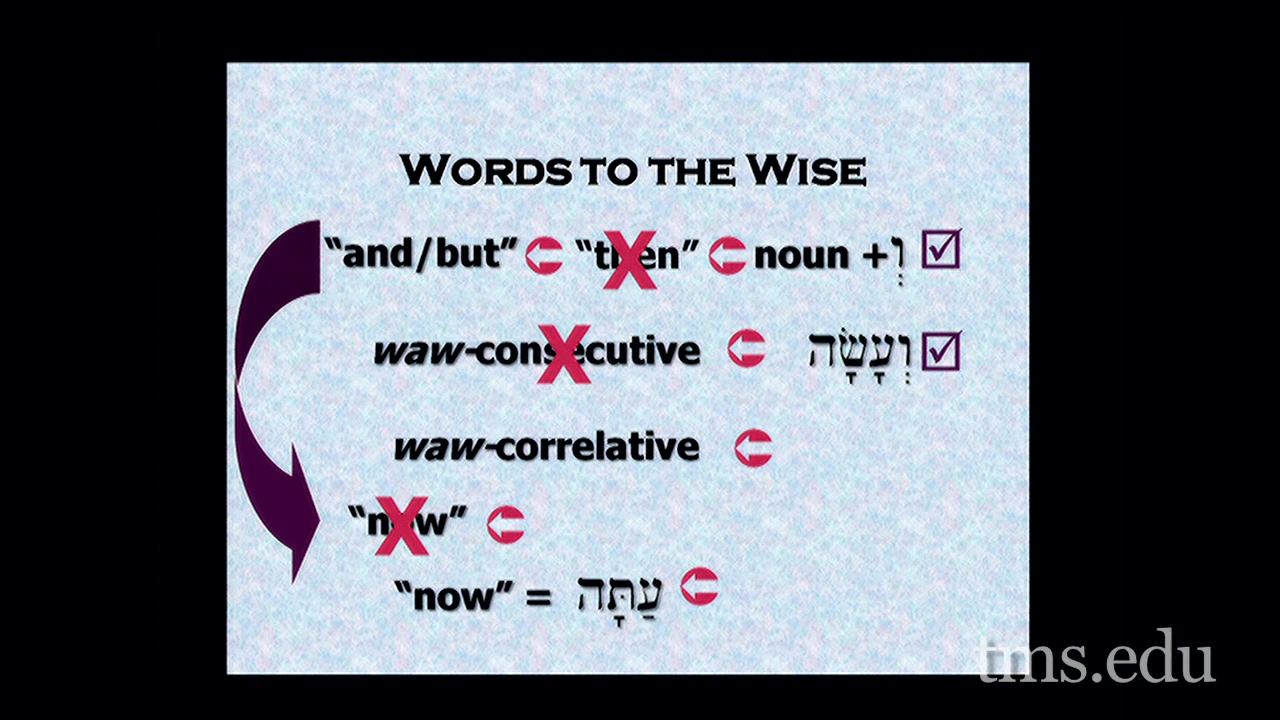 WORDS TO THE WISE
“and/but” “then” noun + וְ
waw-consecutive וְעָשָׂה
waw-correlative
“now”
“now” = עַתָּה
tms.edu